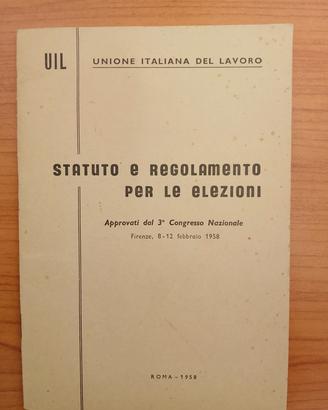 UIL UNIONE ITALIANA DEL LAVORO
STATUTO e REGOLAMENTO
PER LE ELEZIONI
Approvati dal 3° Congresso Nazionale
Firenze, 8-12 febbraio 1958
ROMA - 1958